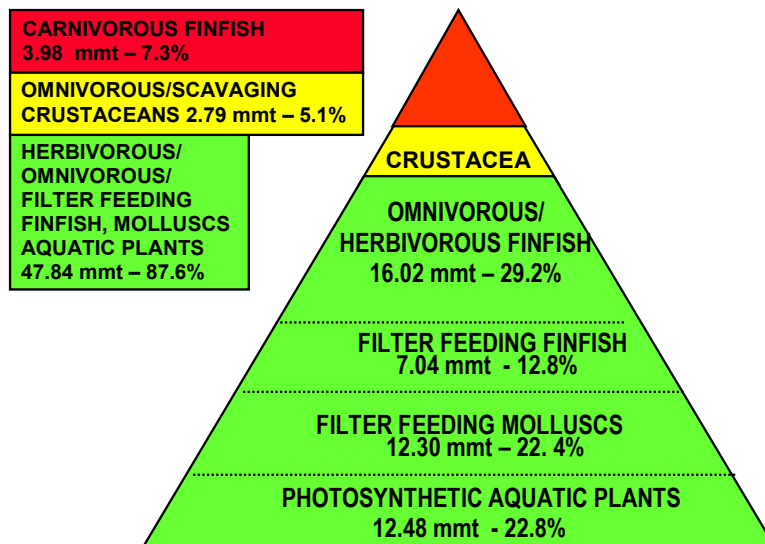 CARNIVOROUS FINFISH
3.98 mmt – 7.3%
OMNIVOROUS/SCAVAGING
CRUSTACEANS 2.79 mmt – 5.1%
HERBIVOROUS/
OMNIVOROUS/
FILTER FEEDING
FINFISH, MOLLUSCS
AQUATIC PLANTS
47.84 mmt – 87.6%
CRUSTACEA
OMNIVOROUS/
HERBIVOROUS FINFISH
16.02 mmt – 29.2%
FILTER FEEDING FINFISH
7.04 mmt - 12.8%
FILTER FEEDING MOLLUSCS
12.30 mmt – 22. 4%
PHOTOSYNTHETIC AQUATIC PLANTS
12.48 mmt - 22.8%